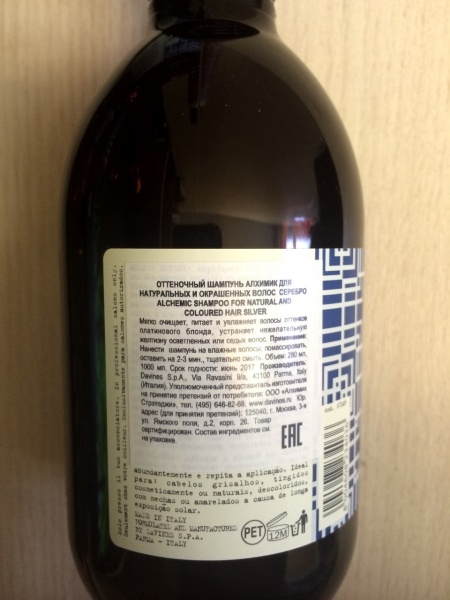 ОТТЕНОЧНЫЙ ШАМПУНЬ АЛХИМИК ДЛЯ
НАТУРАЛЬНЫХ И ОКРАШЕННЫХ ВОЛОС СЕРЕБРО
ALCHEMIC SHAMPOO FOR NATURAL AND
COLOURED HAIR SILVER
Мягко очищает, питает и увлажняет волосы оттенков
платинового блонда, устраняет нежелательную
желтизну осветленных или седых волос. Применение:
Нанести шампунь на влажные волосы, помассировать,
оставить на 2-3 мин., тщательно смыть. Объем: 280 мл,
1000 мл. Срок годности: июнь 2017 Производитель:
Davines S.p.A., Via Ravasini 9/a, 43100 Parma, Italy
(Италия). Уполномоченный представитель изготовителя
на принятие претензий от потребителя: ООО «Алхимик
Стратеджи», тел. (495) 646-82-68. www.davines.ru Юр.
адрес (для принятия претензий): 125040, г. Москва, 3-я
ул. Ямского поля, д.2, корп. 26. Товар
сертифицирован. Состав ингредиентов см.
на упаковке.
EAC
abundantemente e repita a aplicação. Ideal
para: cabelos grisalhos, tingidos
cosmeticamente ou naturais, descoloridos,
com mechas ou amarelados a causa de longa
exposição solar.
MADE IN ITALY
FORMULATED AND MANUFACTURED
BY DAVINES S.P.A.
PARMA - ITALY
PET
12M
professional salons only.